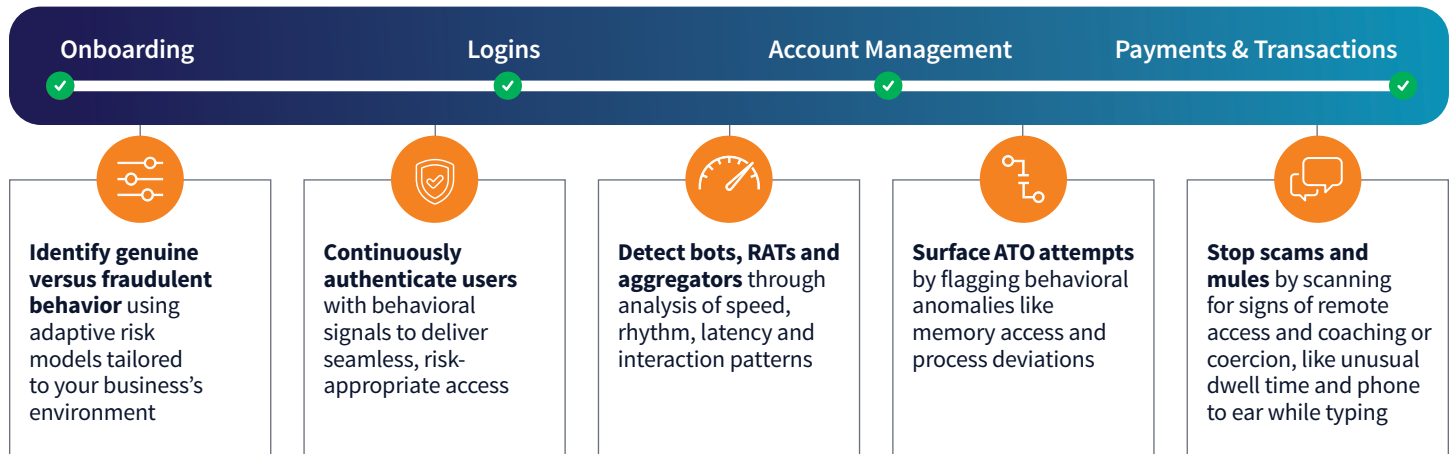 Onboarding
Logins
Account Management
Payments & Transactions
Identify genuine
versus fraudulent
behavior using
adaptive risk
models tailored
to your business’s
environment
Continuously
authenticate users
with behavioral
signals to deliver
seamless, risk-
appropriate access
Detect bots, RATs and
aggregators through
analysis of speed,
rhythm, latency and
interaction patterns
Surface ATO attempts
by flagging behavioral
anomalies like
memory access and
process deviations
Stop scams and
mules by scanning
for signs of remote
access and coaching or
coercion, like unusual
dwell time and phone
to ear while typing